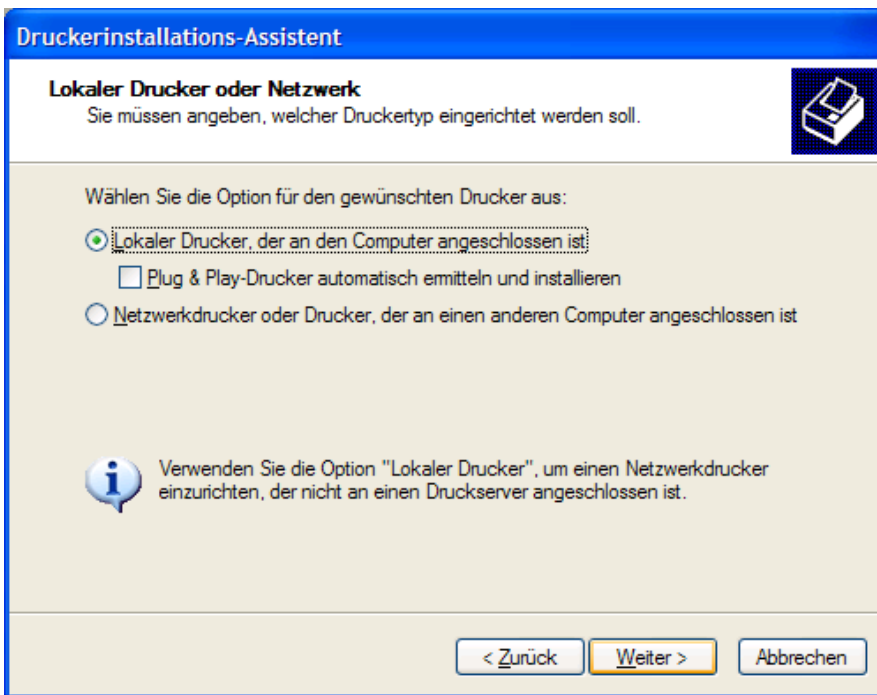 Druckerinstallations-Assistent
Lokaler Drucker oder Netzwerk
Sie müssen angeben, welcher Druckertyp eingerichtet werden soll.
Wählen Sie die Option für den gewünschten Drucker aus:
Lokaler Drucker, der an den Computer angeschlossen ist
Plug & Play-Drucker automatisch ermitteln und installieren
Netzwerkdrucker oder Drucker, der an einen anderen Computer angeschlossen ist
Verwenden Sie die Option "Lokaler Drucker", um einen Netzwerkdrucker
einzurichten, der nicht an einen Druckserver angeschlossen ist.
< Zurück Weiter > Abbrechen